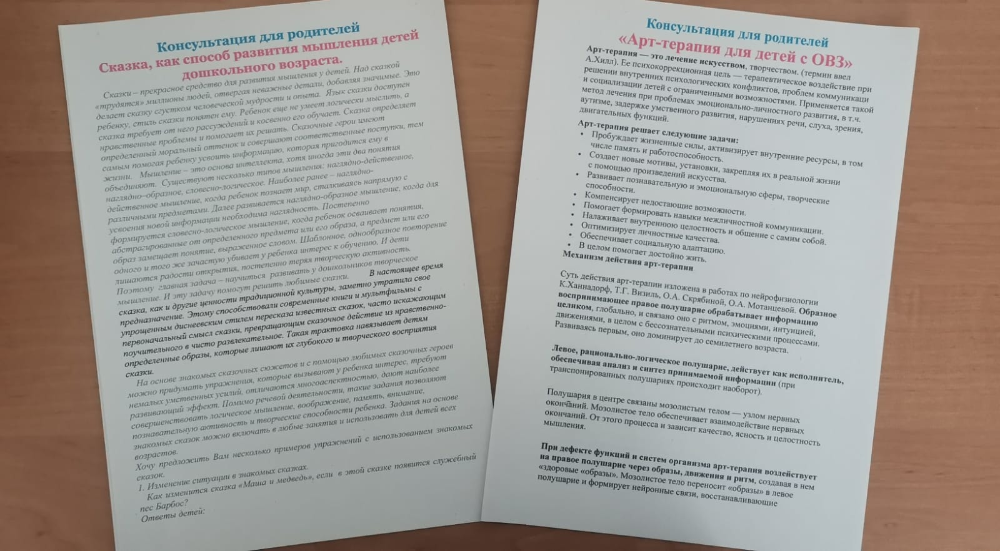 Консультация для родителей
Сказка, как способ развития мышления детей
дошкольного возраста.
Сказки – прекрасное средство для развития мышления у детей. Над сказкой
«трудятся» миллионы людей, отвергая неважные детали, добавляя значимые. Это
делает сказку сгустком человеческой мудрости и опыта. Язык сказки доступен
ребенку, стиль сказки понятен ему. Ребенок еще не умеет логически мыслить, а
сказка требует от него рассуждений и косвенно его обучает. Сказка определяет
нравственные проблемы и помогает их решать. Сказочные герои имеют
определенный моральный оттенок и совершают соответственные поступки, тем
самым помогая ребенку усвоить информацию, которая пригодится ему в
жизни. Мышление – это основа интеллекта, хотя иногда эти два понятия
объединяют. Существуют несколько типов мышления: наглядно-действенное,
наглядно–образное, словесно-логическое. Наиболее ранее – наглядно-
действенное мышление, когда ребенок познает мир, сталкиваясь напрямую с
различными предметами. Далее развивается наглядно-образное мышление, когда для
усвоения новой информации необходима наглядность. Постепенно
формируется словесно-логическое мышление, когда ребенок осваивает понятия,
абстрагированные от определенного предмета или его образа, а предмет или его
образ замещает понятие, выраженное словом. Шаблонное, однообразное повторение
одного и того же зачастую убивает у ребенка интерес к обучению. И дети
лишаются радости открытия, постепенно теряя творческую активность.
Поэтому главная задача – научиться развивать у дошкольников творческое
мышление. И эту задачу помогут решить любимые сказки. В настоящее время
сказка, как и другие ценности традиционной культуры, заметно утратила свое
предназначение. Этому способствовали современные книги и мультфильмы с
упрощенным диснеевским стилем пересказа известных сказок, часто искажающим
первоначальный смысл сказки, превращающим сказочное действие из нравственно-
поучительного в чисто развлекательное. Такая трактовка навязывает детям
определенные образы, которые лишают их глубокого и творческого восприятия
сказки.
На основе знакомых сказочных сюжетов и с помощью любимых сказочных героев
можно придумать упражнения, которые вызывают у ребенка интерес, требуют
немалых умственных усилий, отличаются многоаспектностью, дают наиболее
развивающий эффект. Помимо речевой деятельности, такие задания позволяют
совершенствовать логическое мышление, воображение, память, внимание,
познавательную активность и творческие способности ребенка. Задания на основе
знакомых сказок можно включать в любые занятия и использовать для детей всех
возрастов.
Хочу предложить Вам несколько примеров упражнений с использованием знакомых
сказок.
1. Изменение ситуации в знакомых сказках.
Как изменится сказка «Маша и медведь», если в этой сказке появится служебный
пес Барбос?
Ответы детей:
Консультация для родителей
«Арт-терапия для детей с ОВЗ»
Арт-терапия — это лечение искусством, творчеством. (термин ввел
А.Хилл). Ее психокоррекционная цель — терапевтическое воздействие при
решении внутренних психологических конфликтов, проблем коммуникаци
и социализации детей с ограниченными возможностями. Применяется такой
метод лечения при проблемах эмоционально-личностного развития, в т.ч.
аутизме, задержке умственного развития, нарушениях речи, слуха, зрения,
двигательных функций.
Арт-терапия решает следующие задачи:
• Пробуждает жизненные силы, активизирует внутренние ресурсы, в том
числе память и работоспособность.
• Создает новые мотивы, установки, закрепляя их в реальной жизни
с помощью произведений искусства.
• Развивает познавательную и эмоциональную сферы, творческие
способности.
• Компенсирует недостающие возможности.
• Помогает формировать навыки межличностной коммуникации.
• Налаживает внутреннюю целостность и общение с самим собой.
• Оптимизирует личностные качества.
• Обеспечивает социальную адаптацию.
• В целом помогает достойно жить.
Механизм действия арт-терапии
Суть действия арт-терапии изложена в работах по нейрофизиологии
К.Ханнадорф, Т.Г. Визиль, О.А. Скрябиной, О.А. Мотанцевой. Образное
воспринимающее правое полушарие обрабатывает информацию
целиком, глобально, и связано оно с ритмом, эмоциями, интуицией,
движениями, в целом с бессознательными психическими процессами.
Развиваясь первым, оно доминирует до семилетнего возраста.
Левое, рационально-логическое полушарие, действует как исполнитель,
обеспечивая анализ и синтез принимаемой информации (при
транспонированных полушариях происходит наоборот).
Полушария в центре связаны мозолистым телом — узлом нервных
окончаний. Мозолистое тело обеспечивает взаимодействие нервных
окончаний. От этого процесса и зависит качество, ясность и целостность
мышления.
При дефекте функций и систем организма арт-терапия воздействует
на правое полушарие через образы, движения и ритм, создавая в нем
«здоровые «образы». Мозолистое тело переносит «образы» в левое
полушарие и формирует нейронные связи, восстанавливающие